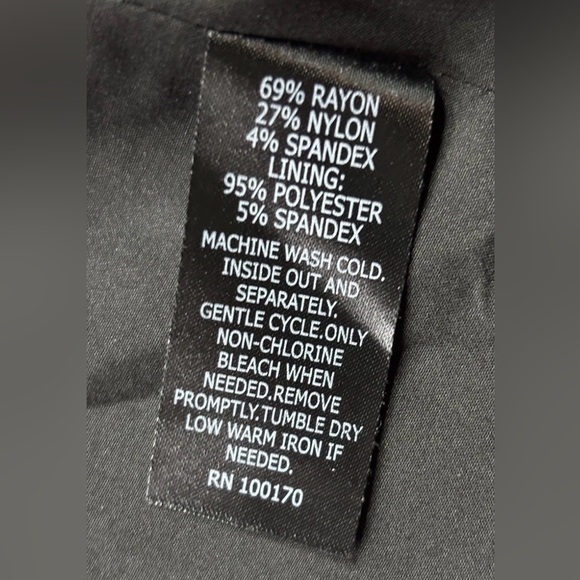 69% RAYON
27% NYLON
4% SPANDEX
LINING:
95% POLYESTER
5% SPANDEX
MACHINE WASH COLD.
INSIDE OUT AND
SEPARATELY.
GENTLE CYCLE.ONLY
NON-CHLORINE
BLEACH WHEN
NEEDED.REMOVE
PROMPTLY.TUMBLE DRY
LOW WARM IRON IF
NEEDED.
RN 100170